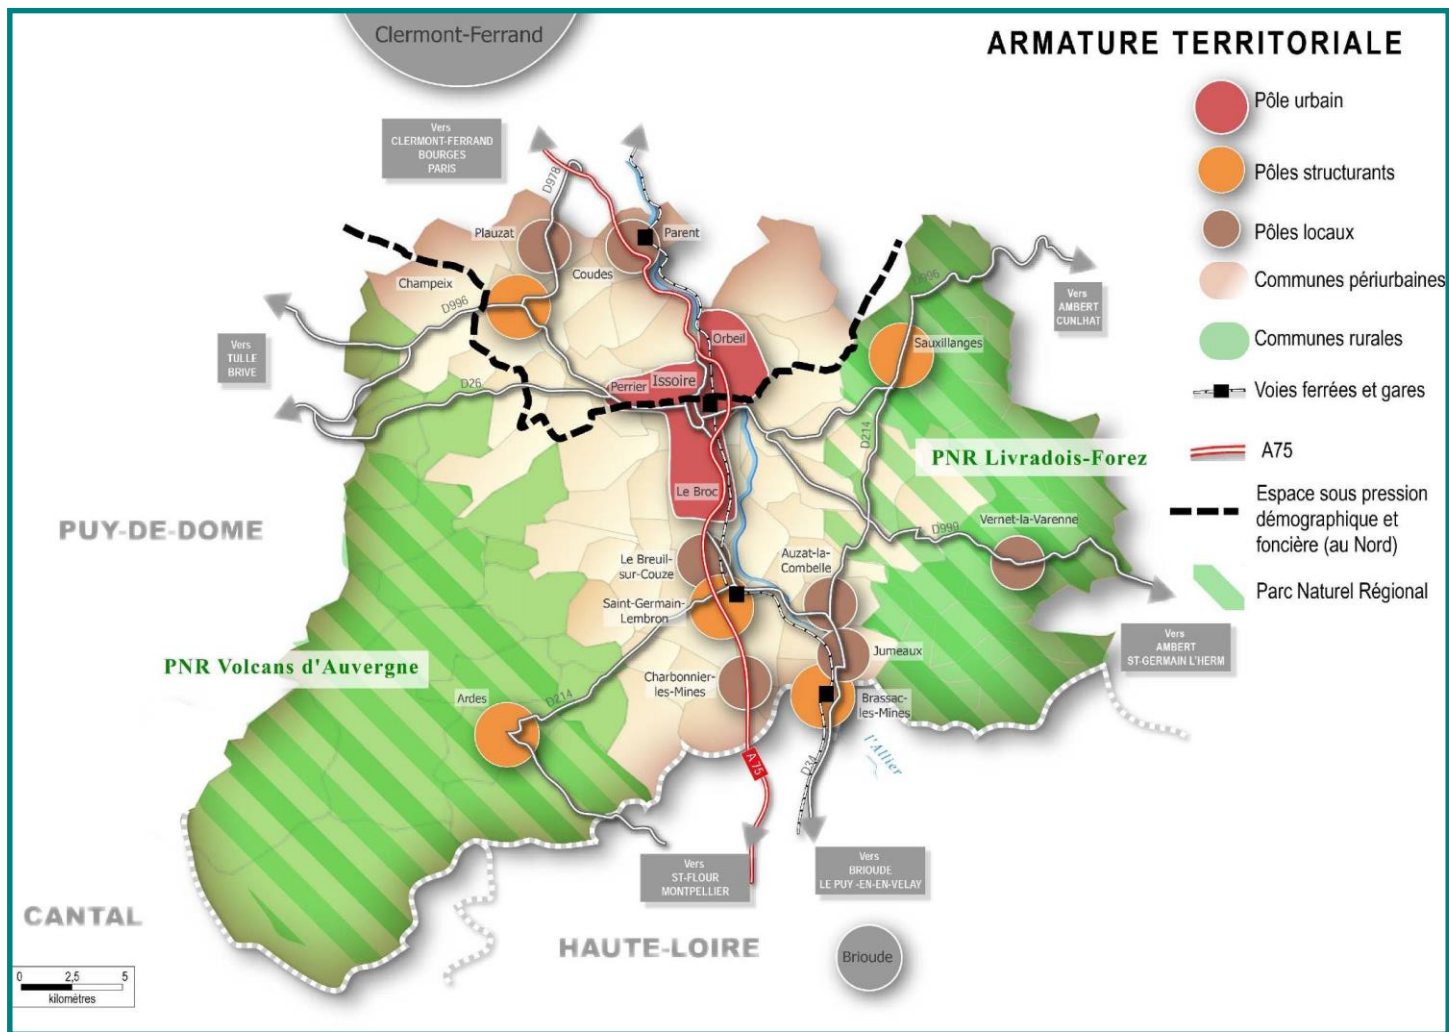 Clermont-Ferrand
ARMATURE TERRITORIALE
Pôle urbain
Pôles structurants
Pôles locaux
Communes périurbaines
Communes rurales
Voies ferrées et gares
A75
Espace sous pression
démographique et
foncière (au Nord)
Parc Naturel Régional
Vers
CLERMONT-FERRAND
BOURGES
PARIS
D978
Plauzat
Parent
Coudes
Champeix
D996
D996
Vers
AMBERT
CUNLHAT
Vers
TULLE
BRIVE
Orbeil
Sauxillanges
Perrier
Issoire
D26
D214
PNR Livradois-Forez
Le Broc
PUY-DE-DOME
Vernet-la-Varenne
D999
Le Breuil-
sur-Couze
Auzat-la-
Combelle
Saint-Germain-
Lembron
Jumeaux
Vers
AMBERT
ST-GERMAIN L'HERM
PNR Volcans d'Auvergne
Charbonnier-
les-Mines
Ardes
D214
Brassac-
les-Mines
l'Allier
A 75
D34
Vers
ST-FLOUR
MONTPELLIER
Vers
BRIOUDE
LE PUY -EN-EN-VELAY
CANTAL
HAUTE-LOIRE
Brioude
0 2,5 5
kilomètres